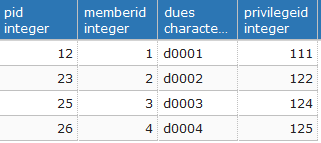 pid memberid dues privilegeid
integer integer characte... integer
12 1 d0001 111
23 2 d0002 122
25 3 d0003 124
26 4 d0004 125